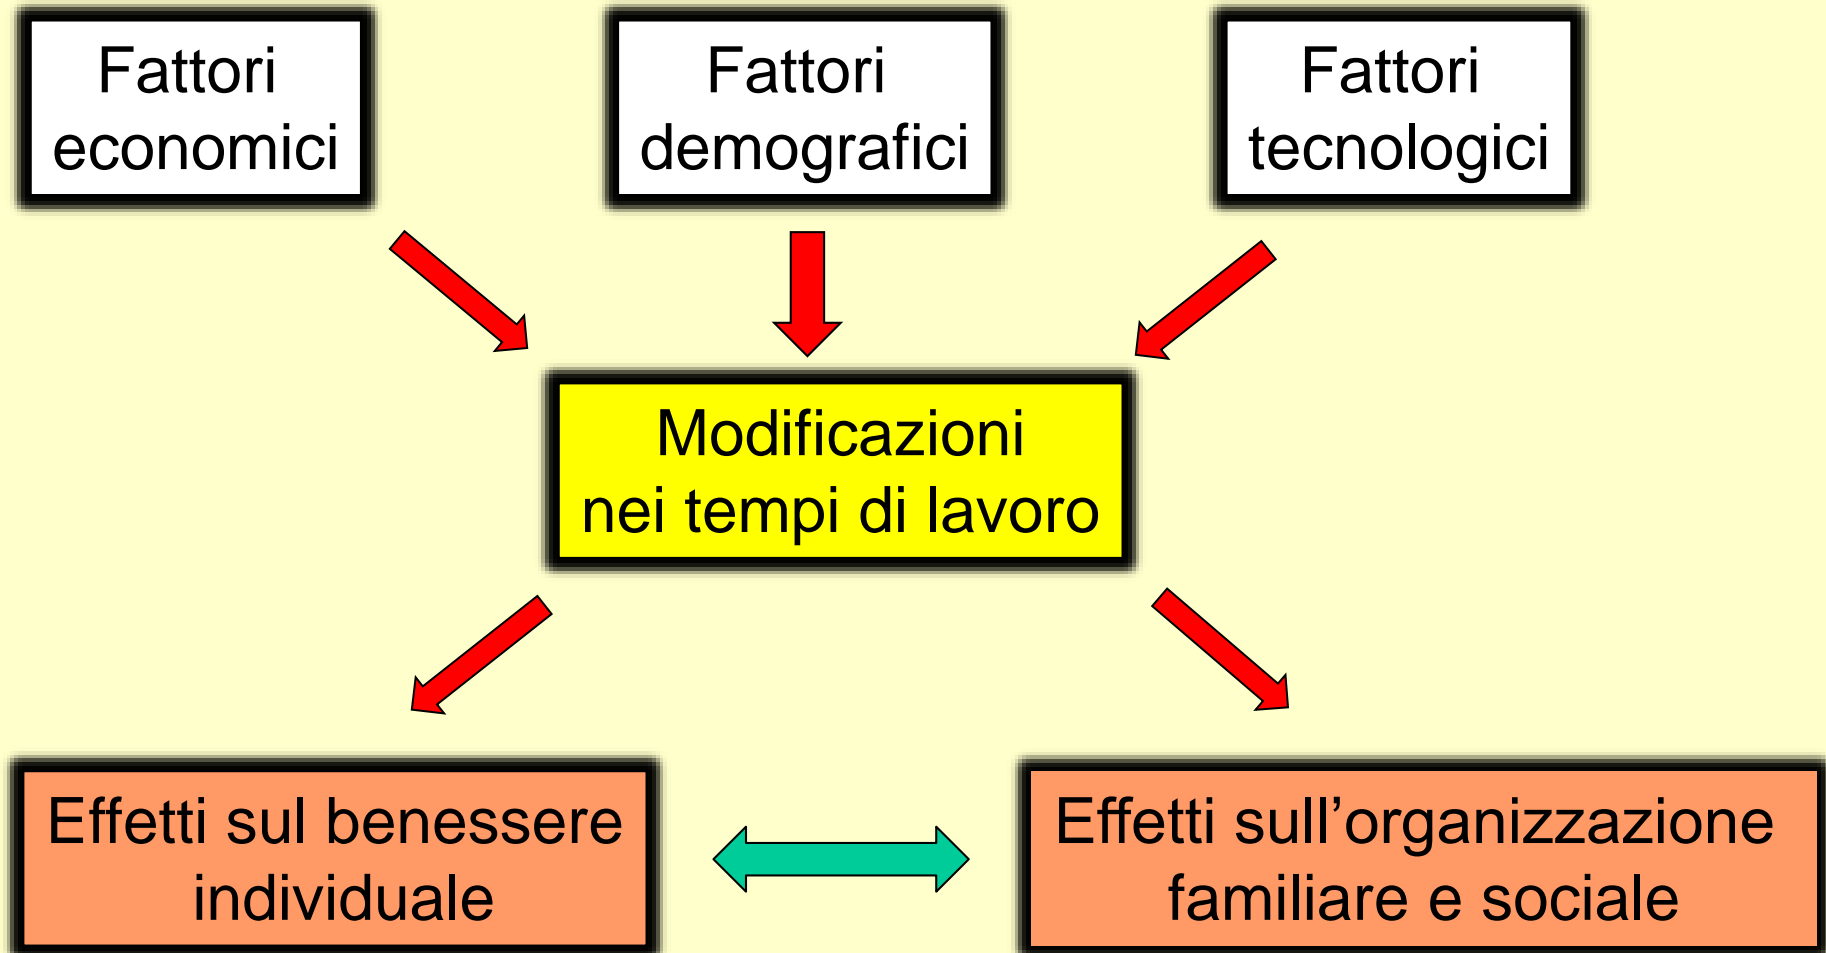 Fattori
economici
Fattori
demografici
Fattori
tecnologici
Modificazioni
nei tempi di lavoro
Effetti sul benessere
individuale
Effetti sull’organizzazione
familiare e sociale